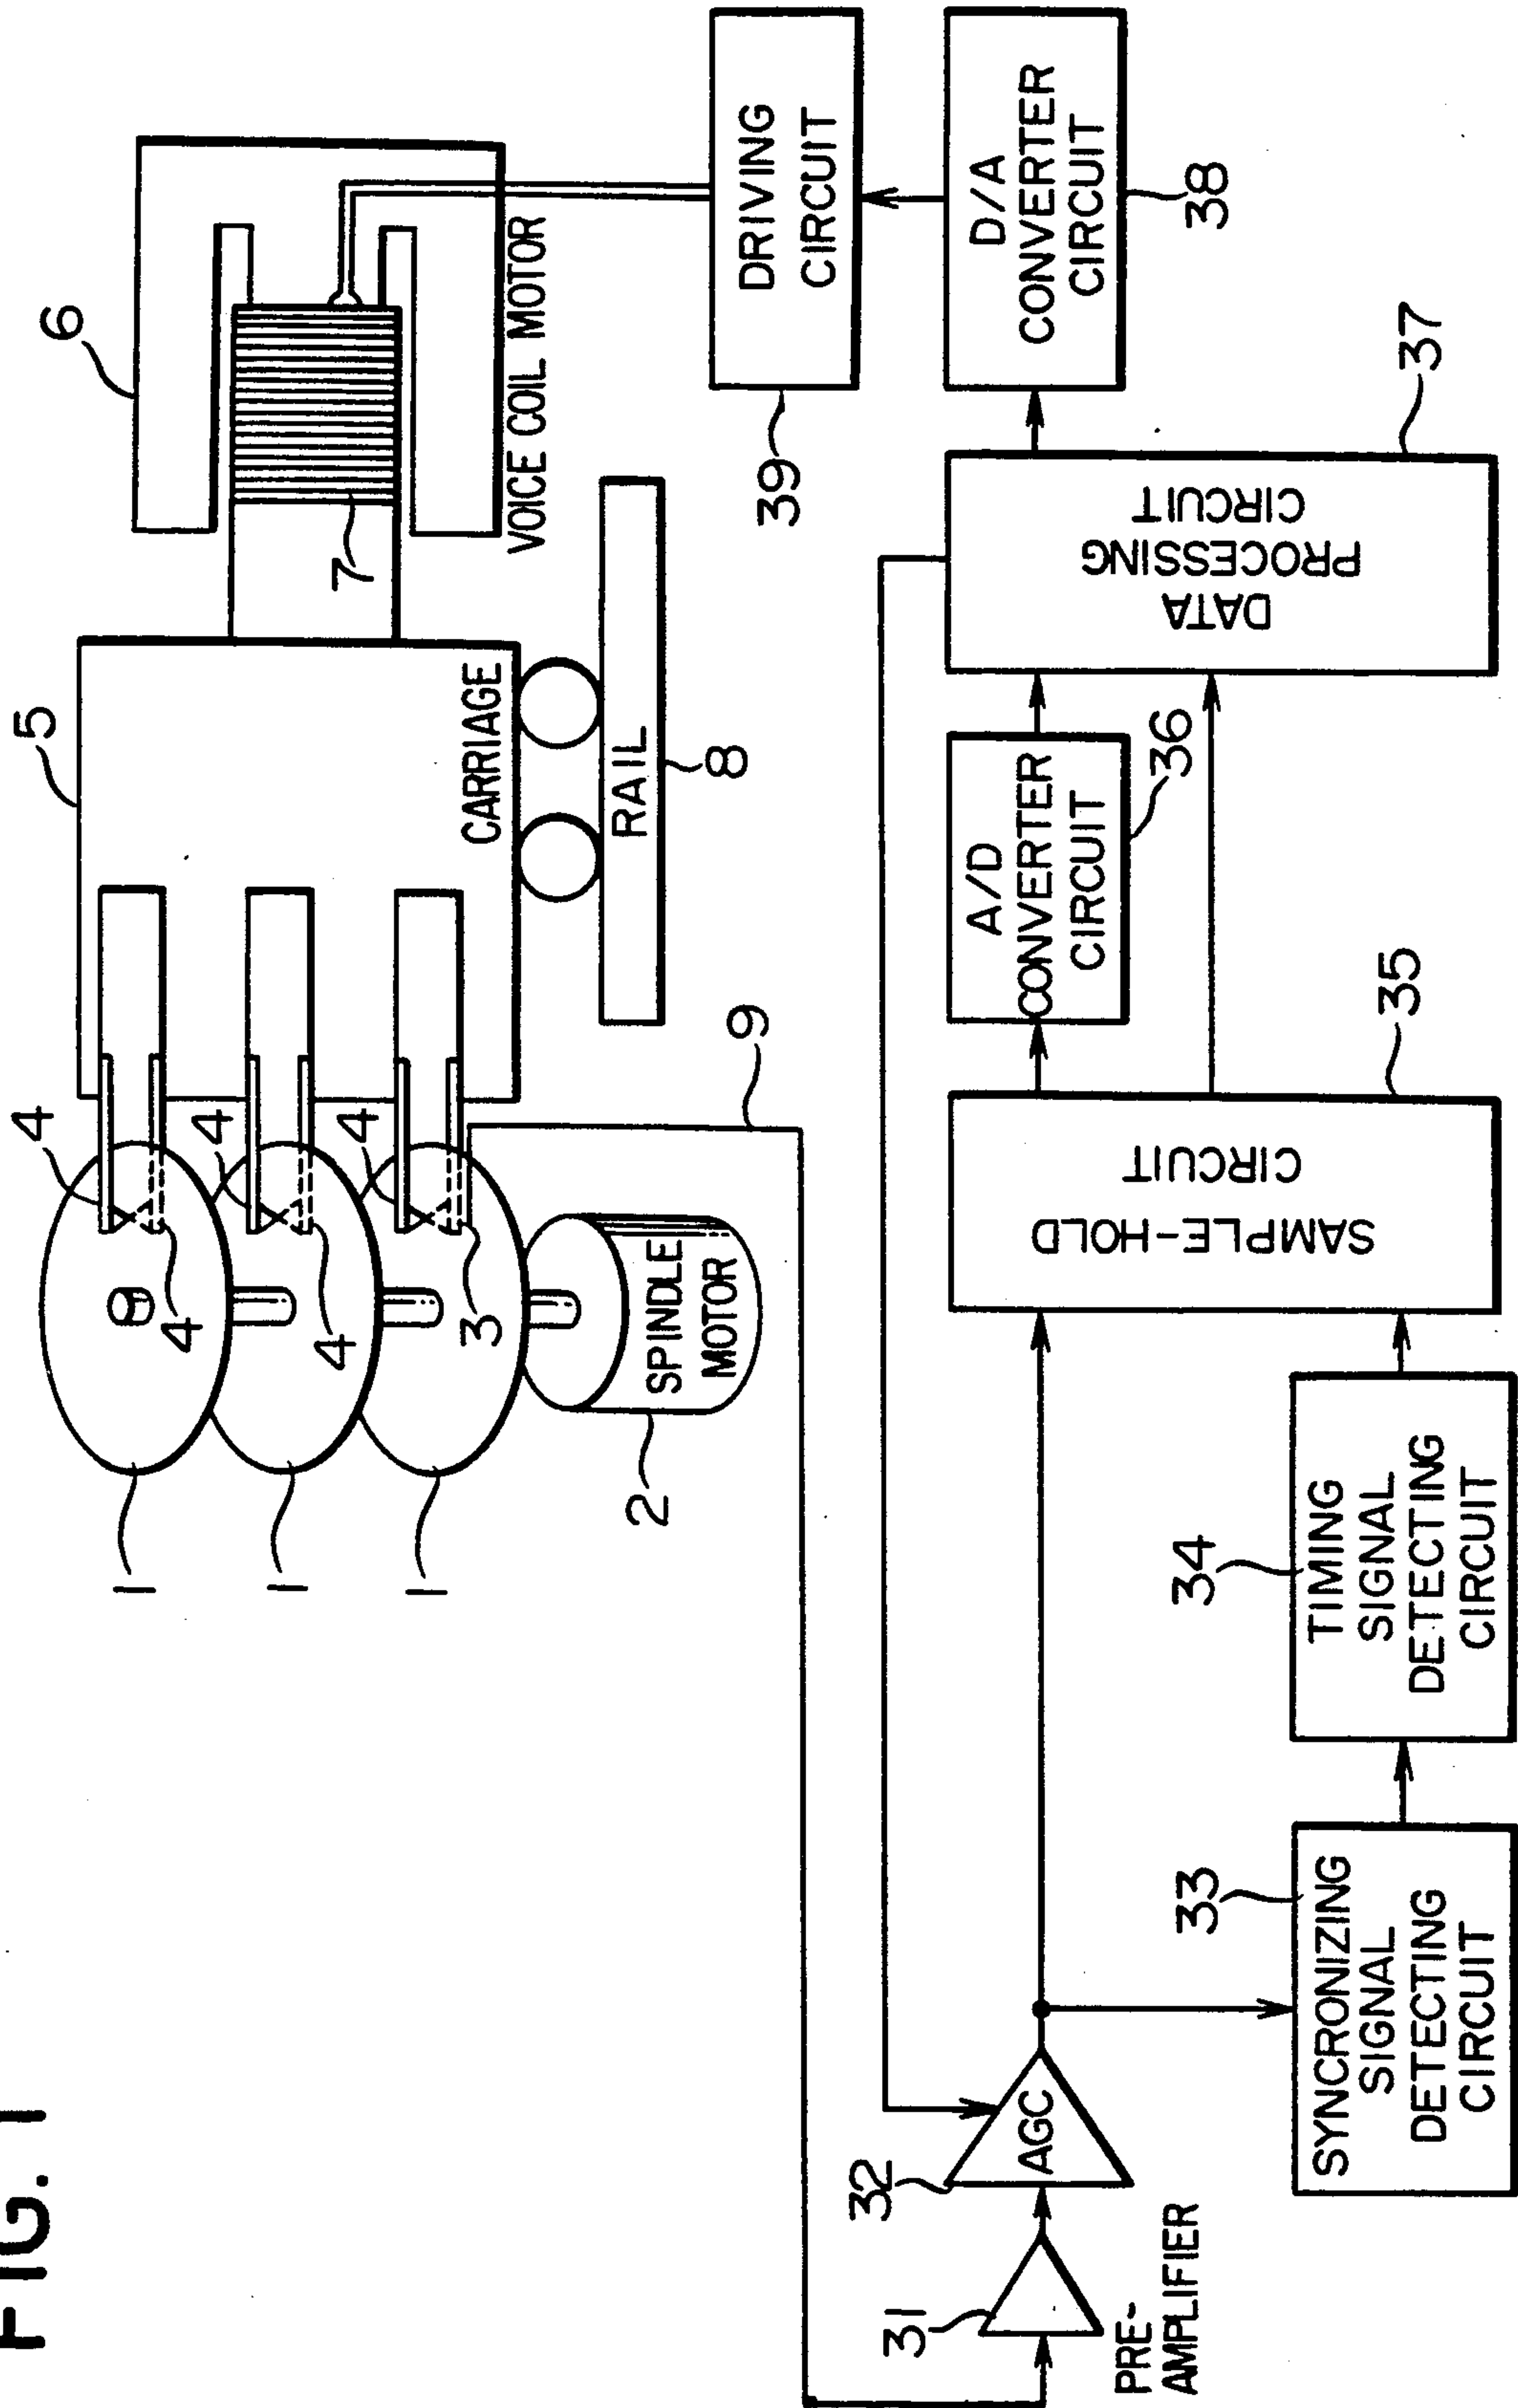 FIG. 1
1
1
1
2
SPINDLE
MOTOR
3
4
4
4
4
4
5
CARRIAGE
6
7
VOICE COIL MOTOR
RAIL
8
9
31
PRE-
AMPLIFIER
32
AGC
33
SYNCRONIZING
SIGNAL
DETECTING
CIRCUIT
34
TIMING
SIGNAL
DETECTING
CIRCUIT
35
SAMPLE-HOLD
CIRCUIT
36
A/D
CONVERTER
CIRCUIT
37
DATA
PROCESSING
CIRCUIT
38
D/A
CONVERTER
CIRCUIT
39
DRIVING
CIRCUIT